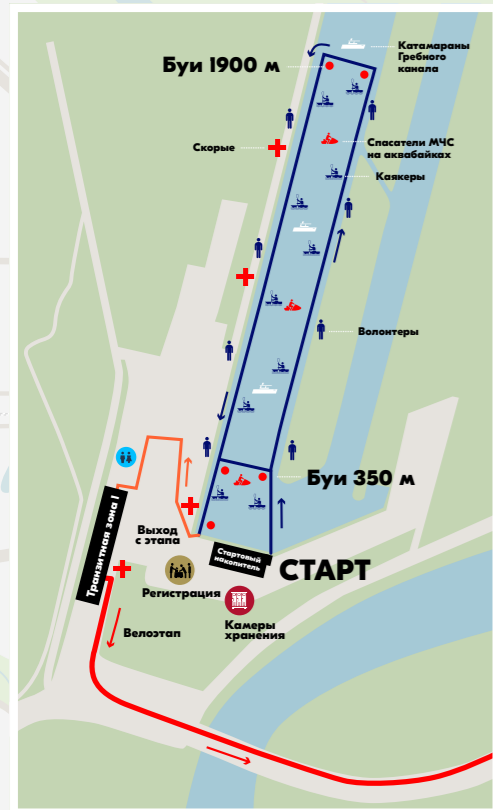 Катамараны
Гребного
канала
Буи 1900 м
Скорые
Спасатели МЧС
на аквабайках
Каякеры
Волонтеры
Буи 350 м
Транзитная зона 1
Выход
с этапа
Стартовый
накопитель
СТАРТ
Регистрация
Камеры
хранения
Велоэтап